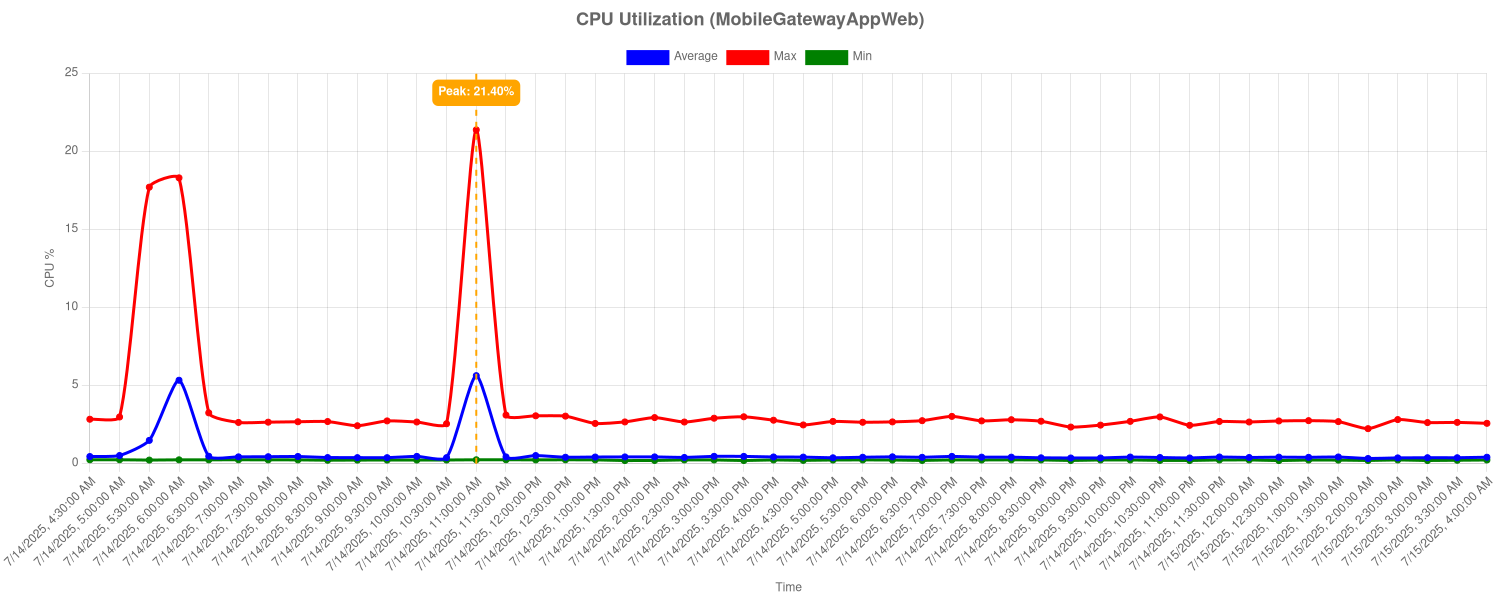 CPU Utilization (MobileGatewayAppWeb)
Average Max Min
Peak: 21.40%
CPU %
25
20
15
10
5
0
7/14/2025, 4:30:00 AM
7/14/2025, 5:00:00 AM
7/14/2025, 5:30:00 AM
7/14/2025, 6:00:00 AM
7/14/2025, 6:30:00 AM
7/14/2025, 7:00:00 AM
7/14/2025, 7:30:00 AM
7/14/2025, 8:00:00 AM
7/14/2025, 8:30:00 AM
7/14/2025, 9:00:00 AM
7/14/2025, 9:30:00 AM
7/14/2025, 10:00:00 AM
7/14/2025, 10:30:00 AM
7/14/2025, 11:00:00 AM
7/14/2025, 11:30:00 AM
7/14/2025, 12:00:00 PM
7/14/2025, 12:30:00 PM
7/14/2025, 1:00:00 PM
7/14/2025, 1:30:00 PM
7/14/2025, 2:00:00 PM
7/14/2025, 2:30:00 PM
7/14/2025, 3:00:00 PM
7/14/2025, 3:30:00 PM
7/14/2025, 4:00:00 PM
7/14/2025, 4:30:00 PM
7/14/2025, 5:00:00 PM
7/14/2025, 5:30:00 PM
7/14/2025, 6:00:00 PM
7/14/2025, 6:30:00 PM
7/14/2025, 7:00:00 PM
7/14/2025, 7:30:00 PM
7/14/2025, 8:00:00 PM
7/14/2025, 8:30:00 PM
7/14/2025, 9:00:00 PM
7/14/2025, 9:30:00 PM
7/14/2025, 10:00:00 PM
7/14/2025, 10:30:00 PM
7/14/2025, 11:00:00 PM
7/14/2025, 11:30:00 PM
7/15/2025, 12:00:00 AM
7/15/2025, 12:30:00 AM
7/15/2025, 1:00:00 AM
7/15/2025, 1:30:00 AM
7/15/2025, 2:00:00 AM
7/15/2025, 2:30:00 AM
7/15/2025, 3:00:00 AM
7/15/2025, 3:30:00 AM
7/15/2025, 4:00:00 AM
Time